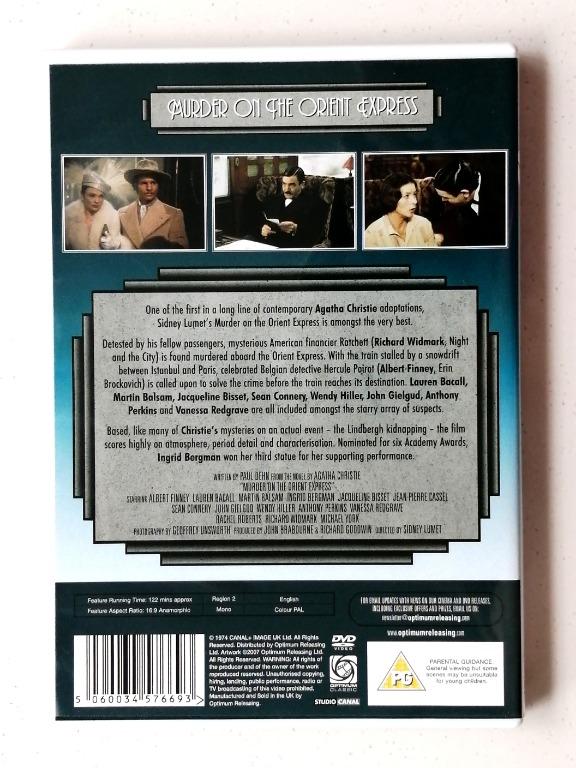 MURDER ON THE ORIENT EXPRESS
One of the first in a long line of contemporary Agatha Christie adaptations,
Sidney Lumet's Murder on the Orient Express is amongst the very best.
Detested by his fellow passengers, mysterious American financier Ratchett (Richard Widmark, Night
and the City) is found murdered aboard the Orient Express. With the train stalled by a snowdrift
between Istanbul and Paris, celebrated Belgian detective Hercule Poirot (Albert Finney, Erin
Brockovich) is called upon to solve the crime before the train reaches its destination. Lauren Bacall,
Martin Balsam, Jacqueline Bisset, Sean Connery, Wendy Hiller, John Gielgud, Anthony
Perkins and Vanessa Redgrave are all included amongst the starry array of suspects.
Based, like many of Christie's mysteries on an actual event – the Lindbergh kidnapping – the film
scores highly on atmosphere, period detail and characterisation. Nominated for six Academy Awards,
Ingrid Bergman won her third statue for her supporting performance.
WRITTEN BY PAUL DEHN FROM THE NOVEL BY AGATHA CHRISTIE
"MURDER ON THE ORIENT EXPRESS"
STARRING ALBERT FINNEY LAUREN BACALL MARTIN BALSAM INGRID BERGMAN JACQUELINE BISSET JEAN PIERRE CASSEL
SEAN CONNERY JOHN GIELGUD WENDY HILLER ANTHONY PERKINS VANESSA REDGRAVE
RACHEL ROBERTS RICHARD WIDMARK MICHAEL YORK
PHOTOGRAPHY BY GEOFFREY UNSWORTH PRODUCED BY JOHN BRABOURNE & RICHARD GOODWIN DIRECTED BY SIDNEY LUMET
Feature Running Time: 122 mins approx Region 2 English
Feature Aspect Ratio: 16:9 Anamorphic Mono Colour PAL
FOR EMAIL UPDATES WITH NEWS ON OUR CINEMA AND DVD RELEASES,
INCLUDING EXCLUSIVE OFFERS AND PRIZES, EMAIL US ON:
newsletter@optimumreleasing.com
www.optimumreleasing.com
© 1974 CANAL+ IMAGE UK Ltd. All Rights
Reserved. Distributed by Optimum Releasing
Ltd. Artwork ©2007 Optimum Releasing Ltd.
All Rights Reserved. WARNING: All rights of
the producer and of the owner of the work
reproduced reserved. Unauthorised copying,
hiring, lending, public performance, radio or
TV broadcasting of this video prohibited.
Manufactured and Sold in the UK by
Optimum Releasing.
DVD
VIDEO
OPTIMUM
CLASSIC
STUDIO CANAL
PG
PARENTAL GUIDANCE
General viewing but some
scenes may be unsuitable
for young children.
5 060034 576693